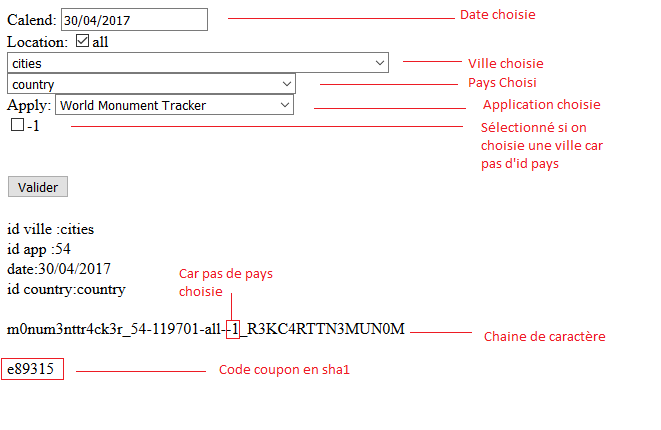 Calend: 30/04/2017
Date choisie
Location: all
cities
Ville choisie
country
Pays Choisi
Apply: World Monument Tracker
Application choisie
-1
Sélectionné si on
choisie une ville car
pas d'id pays
Valider
id ville :cities
id app :54
date:30/04/2017
id country:country
Car pas de pays
choisie
m0num3nttr4ck3r_54-119701-all--1_R3KC4RTTN3MUN0M
Chaine de caractère
e89315
Code coupon en sha1